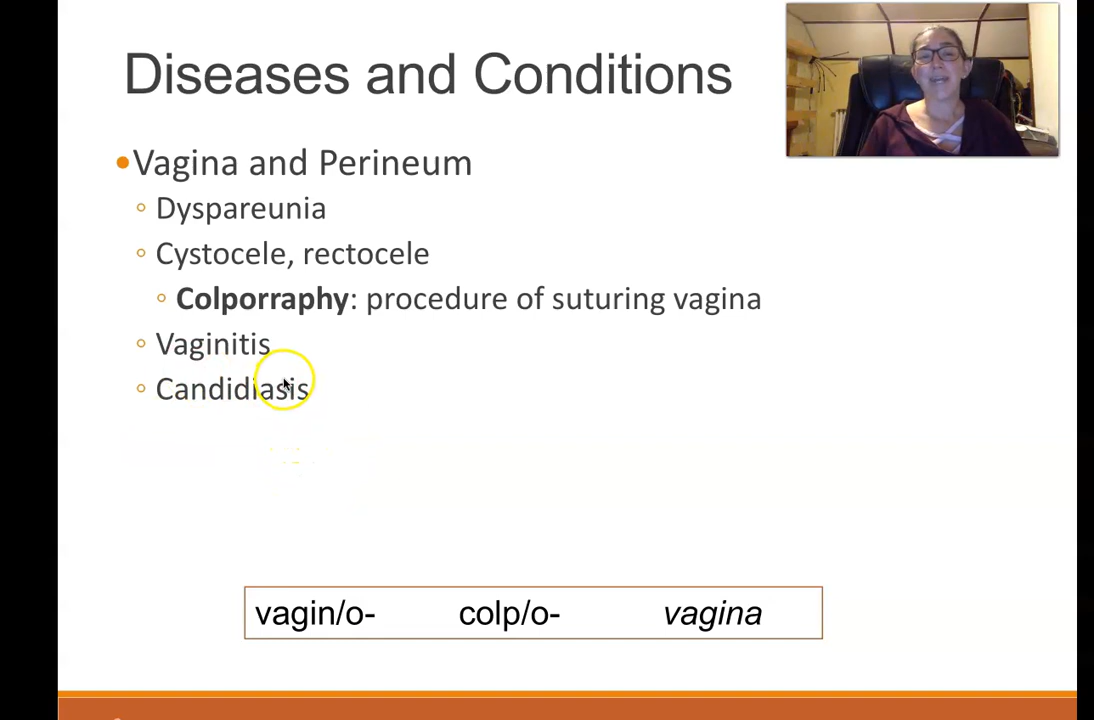 Diseases and Conditions
•Vagina and Perineum
◦ Dyspareunia
◦ Cystocele, rectocele
◦ Colporraphy: procedure of suturing vagina
◦ Vaginitis
◦ Candidiasis
vagin/o- colp/o- vagina